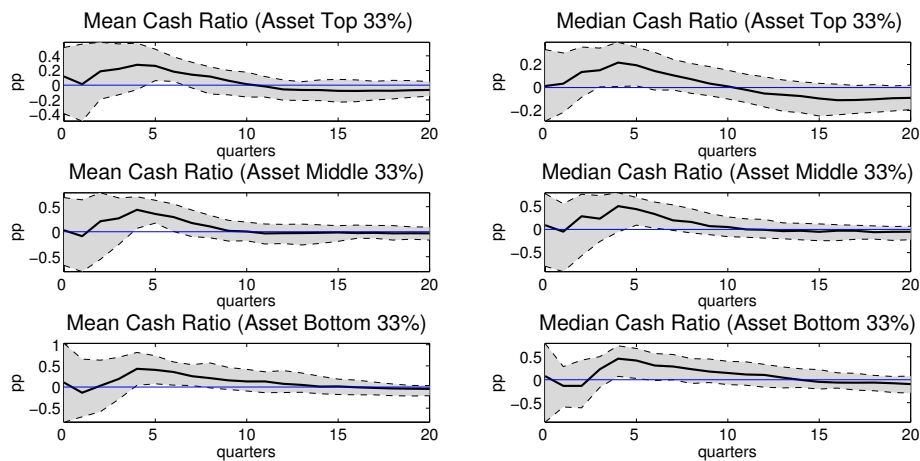 Mean Cash Ratio (Asset Top 33%)
pp
0.4
0.2
0
−0.2
−0.4
0 5 10 15 20
quarters
Median Cash Ratio (Asset Top 33%)
pp
0.2
0
−0.2
0 5 10 15 20
quarters
Mean Cash Ratio (Asset Middle 33%)
pp
0.5
0
−0.5
0 5 10 15 20
quarters
Median Cash Ratio (Asset Middle 33%)
pp
0.5
0
−0.5
0 5 10 15 20
quarters
Mean Cash Ratio (Asset Bottom 33%)
pp
1
0.5
0
−0.5
0 5 10 15 20
quarters
Median Cash Ratio (Asset Bottom 33%)
pp
0.5
0
−0.5
0 5 10 15 20
quarters